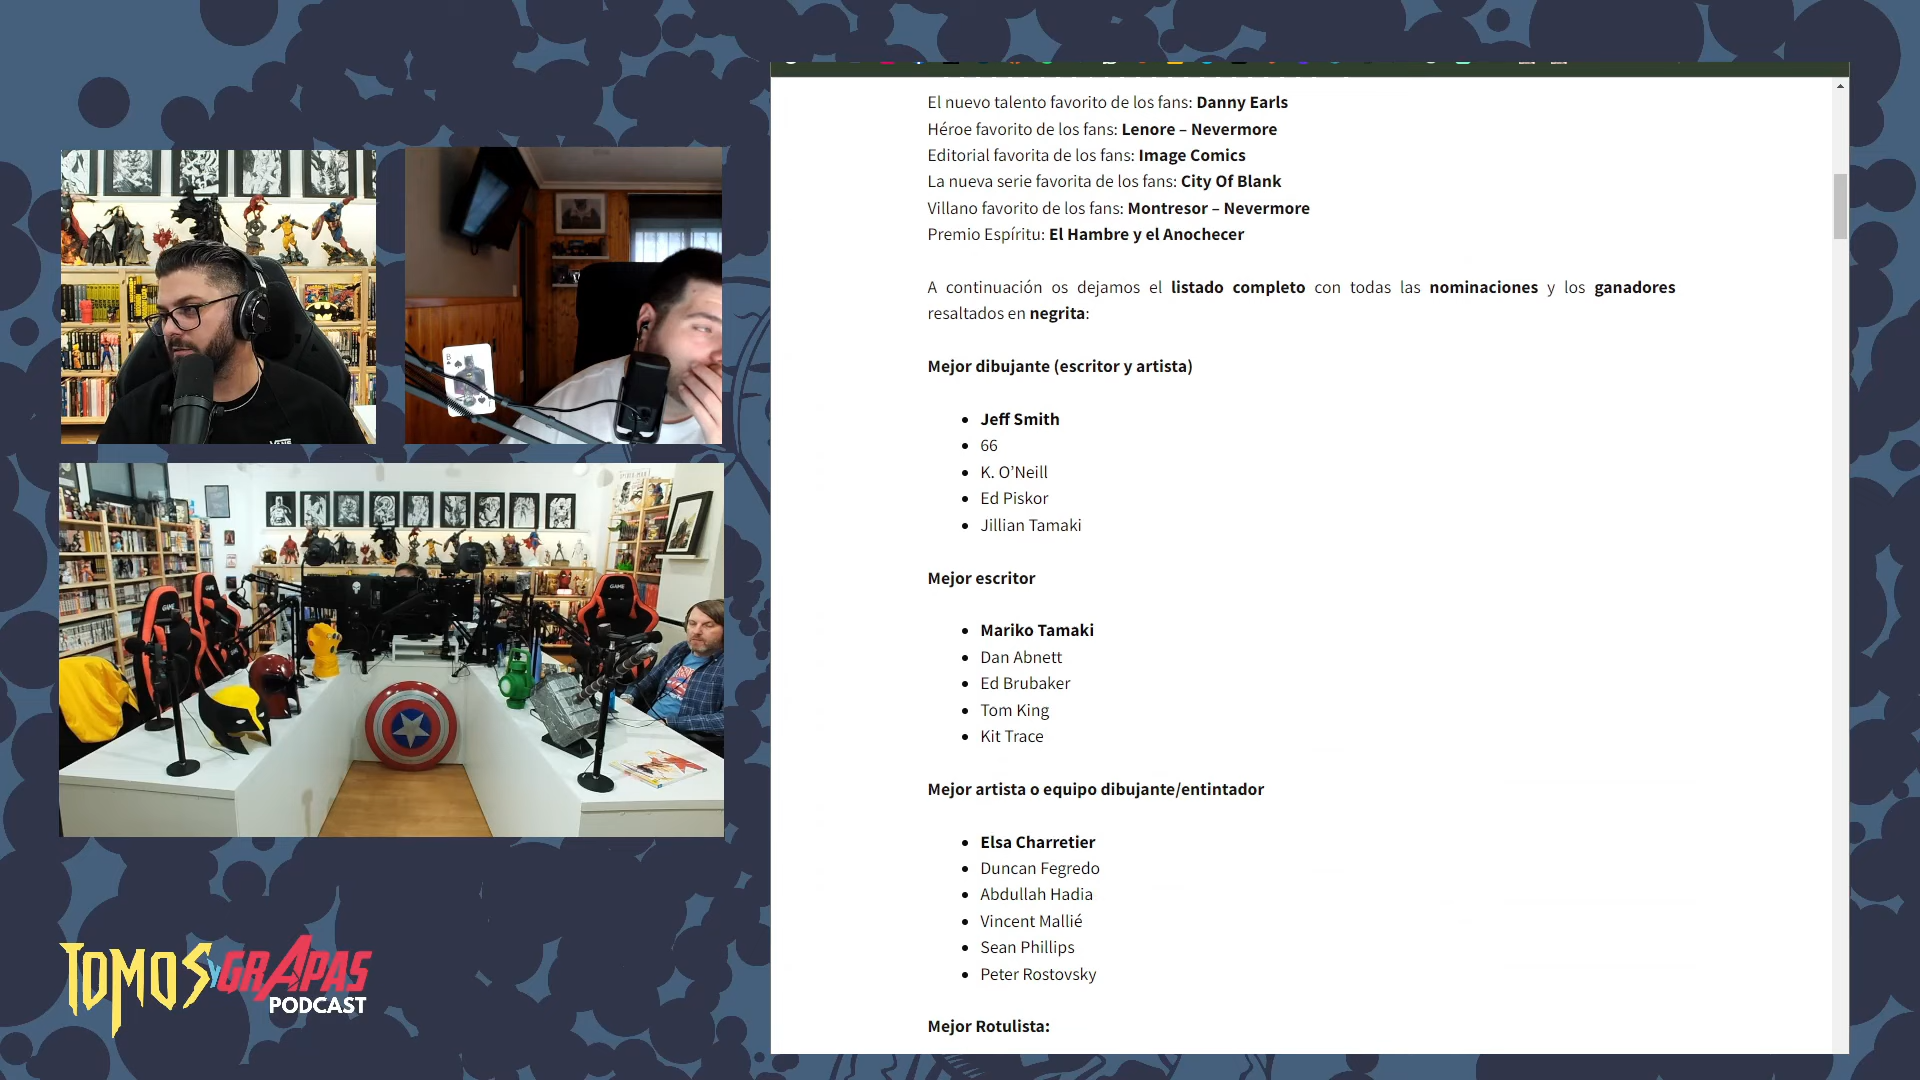 El nuevo talento favorito de los fans: Danny Earls
Héroe favorito de los fans: Lenore – Nevermore
Editorial favorita de los fans: Image Comics
La nueva serie favorita de los fans: City Of Blank
Villano favorito de los fans: Montresor – Nevermore
Premio Espíritu: El Hambre y el Anochecer
A continuación os dejamos el listado completo con todas las nominaciones y los ganadores
resaltados en negrita:
Mejor dibujante (escritor y artista)
Jeff Smith
66
K. O’Neill
Ed Piskor
Jillian Tamaki
Mejor escritor
Mariko Tamaki
Dan Abnett
Ed Brubaker
Tom King
Kit Trace
Mejor artista o equipo dibujante/entintador
Elsa Charretier
Duncan Fegredo
Abdullah Hadia
Vincent Mallié
Sean Phillips
Peter Rostovsky
Mejor Rotulista:
TOMOS Y GRAPAS
PODCAST